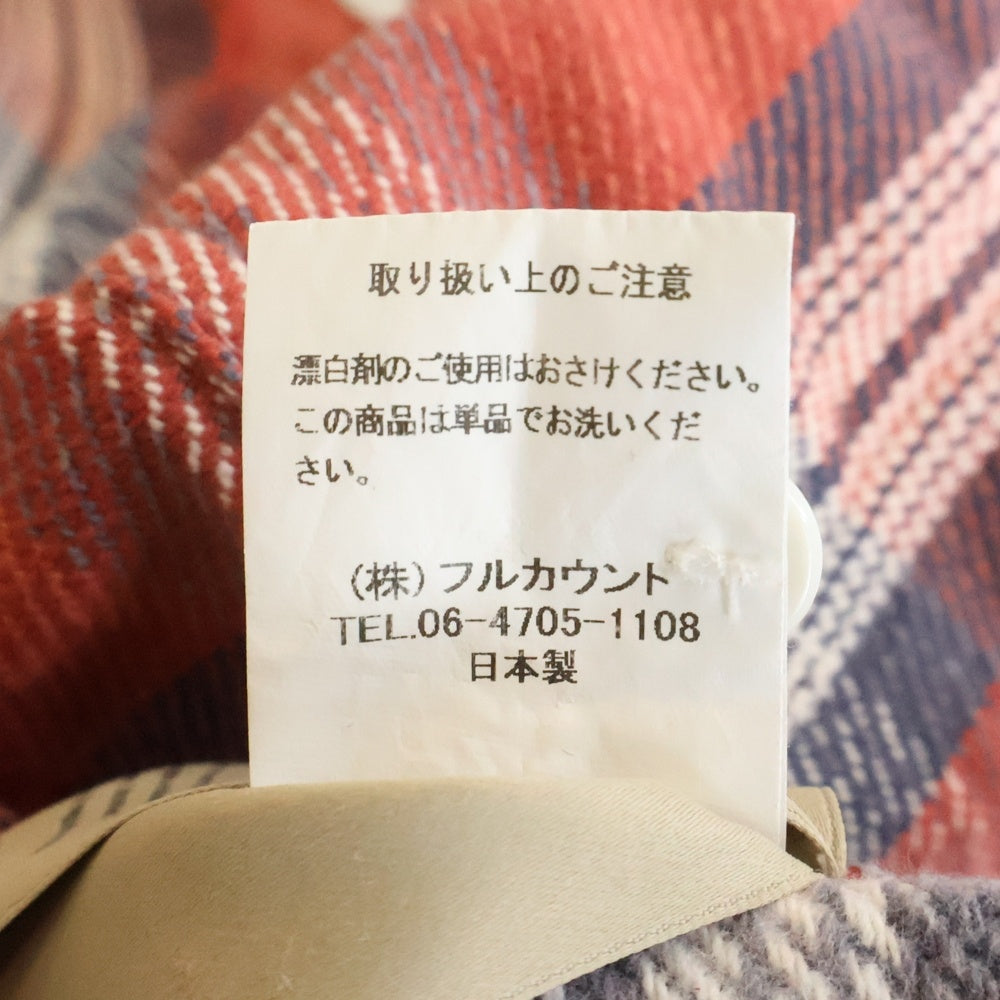 取り扱い上のご注意
漂白剤のご使用はおさけください。
この商品は単品でお洗いくだ
さい。
（株）フルカウント
TEL.06-4705-1108
日本製